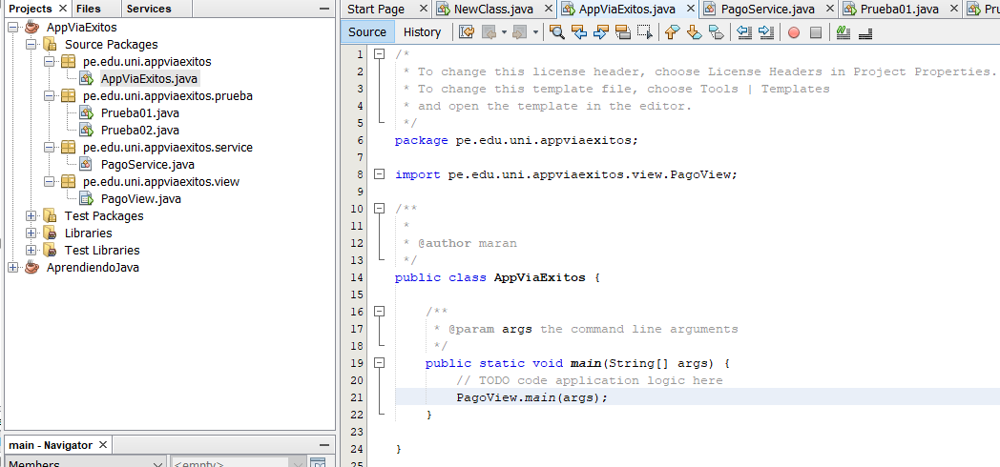 Projects Files Services
AppViaExitos
Source Packages
pe.edu.uni.appviaexitos
AppViaExitos.java
pe.edu.uni.appviaexitos.prueba
Prueba01.java
Prueba02.java
pe.edu.uni.appviaexitos.service
PagoService.java
pe.edu.uni.appviaexitos.view
PagoView.java
Test Packages
Libraries
Test Libraries
AprendiendoJava
main - Navigator
Members <empty>
Start Page NewClass.java AppViaExitos.java PagoService.java Prueba01.java Pru
Source History
1 /*
2 * To change this license header, choose License Headers in Project Properties.
3 * To change this template file, choose Tools | Templates
4 * and open the template in the editor.
5 */
6 package pe.edu.uni.appviaexitos;
7
8 import pe.edu.uni.appviaexitos.view.PagoView;
9
10 /**
11 *
12 * @author maran
13 */
14 public class AppViaExitos {
15
16 /**
17 * @param args the command line arguments
18 */
19 public static void main(String[] args) {
20 // TODO code application logic here
21 PagoView.main(args);
22 }
23
24 }
25